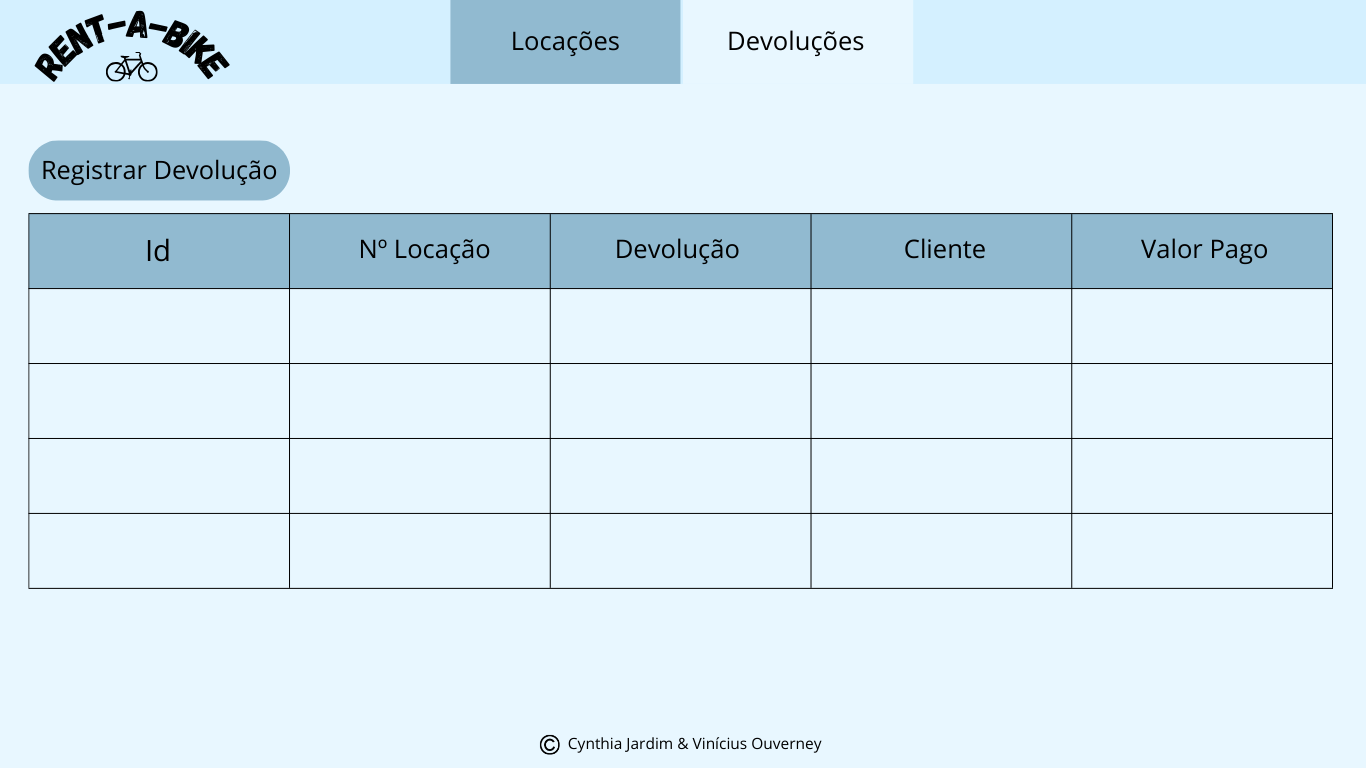 RENT-A-BIKE
Locações
Devoluções
Registrar Devolução
Id
Nº Locação
Devolução
Cliente
Valor Pago
© Cynthia Jardim & Vinícius Ouverney